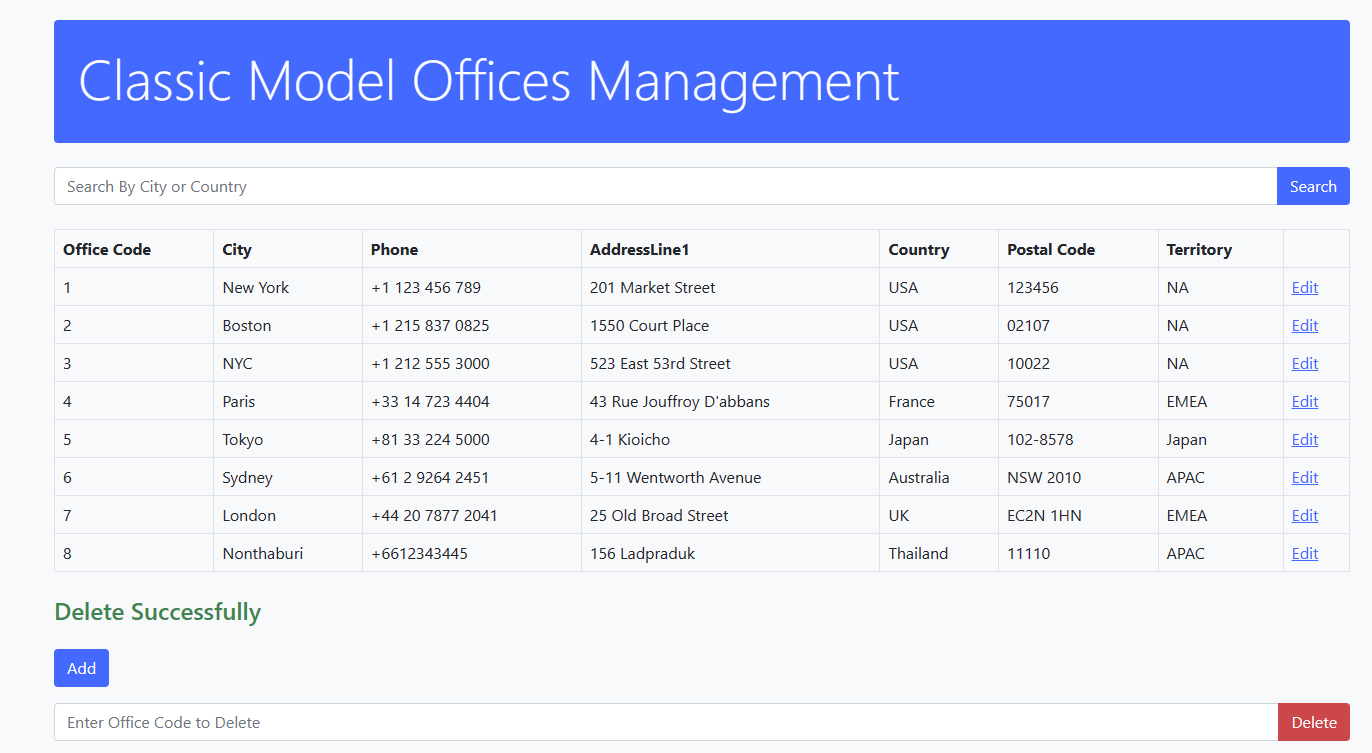 Classic Model Offices Management
Search By City or Country Search
Office Code City Phone AddressLine1 Country Postal Code Territory
1 New York +1 123 456 789 201 Market Street USA 123456 NA Edit
2 Boston +1 215 837 0825 1550 Court Place USA 02107 NA Edit
3 NYC +1 212 555 3000 523 East 53rd Street USA 10022 NA Edit
4 Paris +33 14 723 4404 43 Rue Jouffroy D'abbans France 75017 EMEA Edit
5 Tokyo +81 33 224 5000 4-1 Kioicho Japan 102-8578 Japan Edit
6 Sydney +61 2 9264 2451 5-11 Wentworth Avenue Australia NSW 2010 APAC Edit
7 London +44 20 7877 2041 25 Old Broad Street UK EC2N 1HN EMEA Edit
8 Nonthaburi +6612343445 156 Ladpraduk Thailand 11110 APAC Edit
Delete Successfully
Add
Enter Office Code to Delete Delete